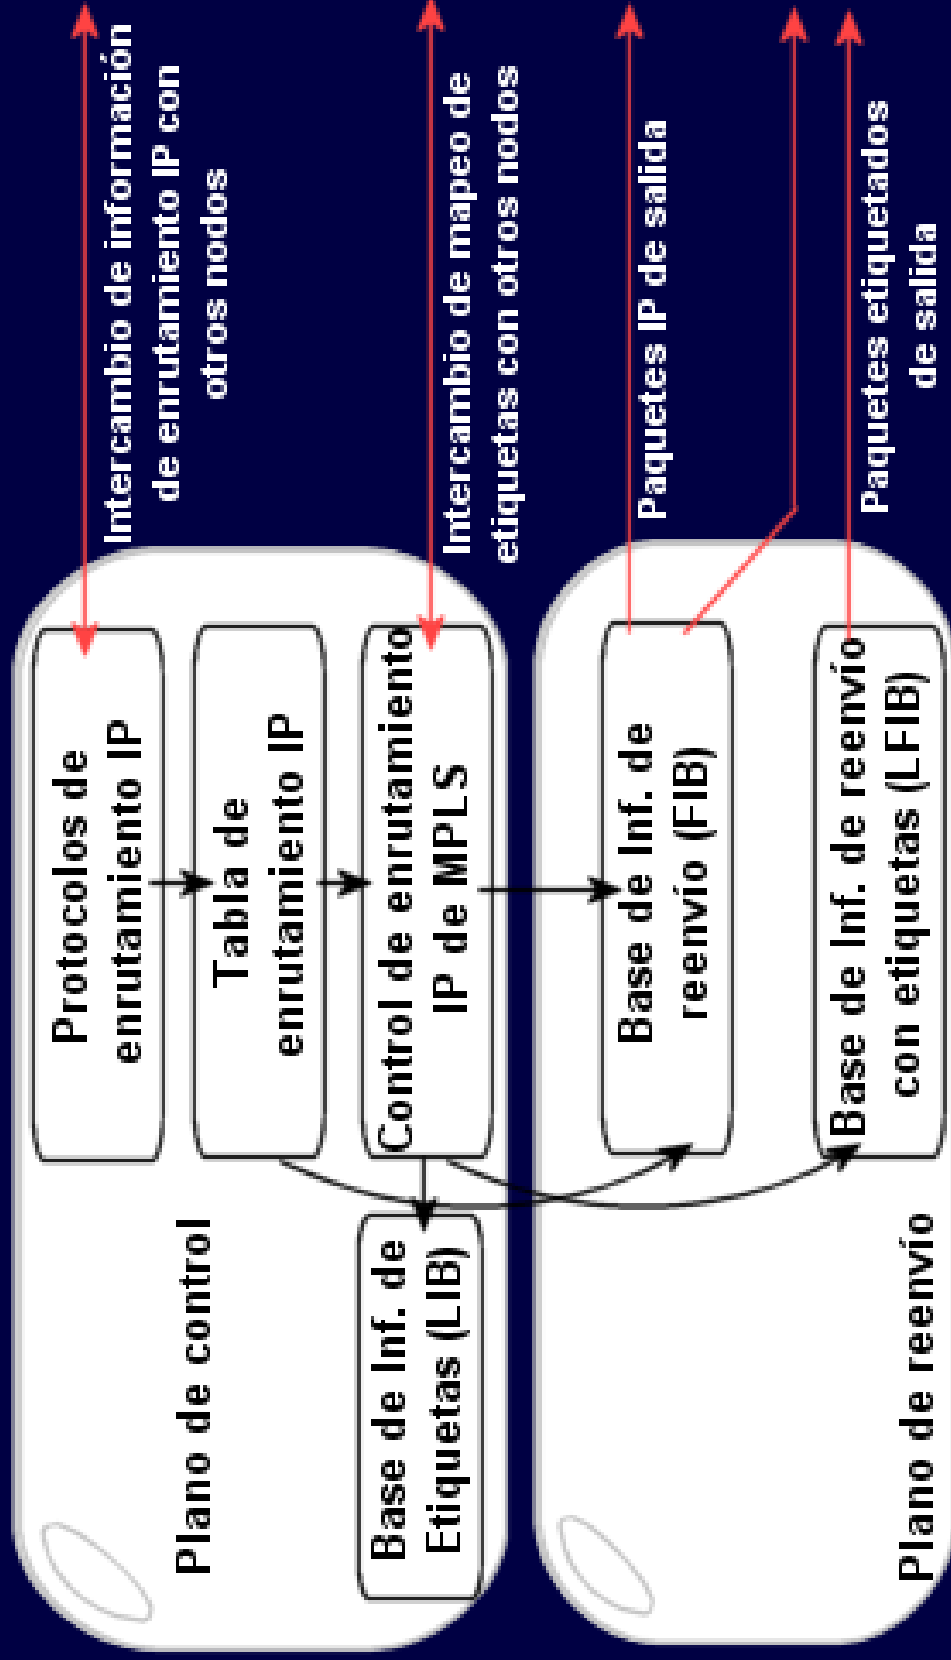 Protocolos de
enrutamiento IP
Intercambio de información
de enrutamiento IP con
otros nodos
Plano de control
Tabla de
enrutamiento IP
Base de Inf. de
Etiquetas (LIB)
Control de enrutamiento
IP de MPLS
Intercambio de mapeo de
etiquetas con otros nodos
Base de Inf. de
reenvío (FIB)
Paquetes IP de salida
Plano de reenvío
Base de Inf. de reenvío
con etiquetas (LFIB)
Paquetes etiquetados
de salida